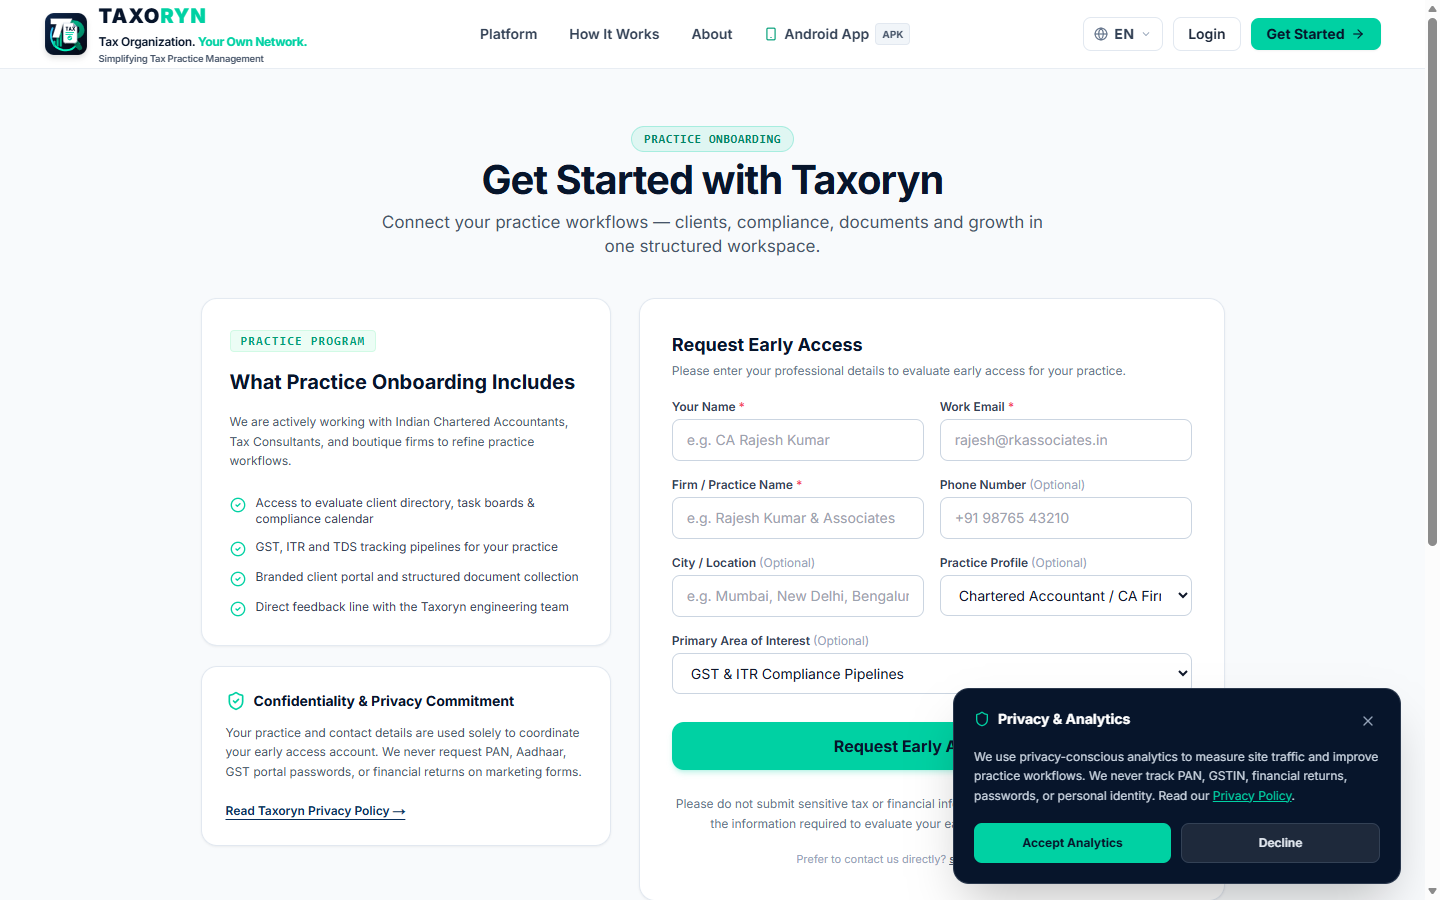 TAXORYN
Tax Organization. Your Own Network.
Simplifying Tax Practice Management
Platform
How It Works
About
Android App APK
EN
Login
Get Started →
PRACTICE ONBOARDING
Get Started with Taxoryn
Connect your practice workflows — clients, compliance, documents and growth in
one structured workspace.
PRACTICE PROGRAM
What Practice Onboarding Includes
We are actively working with Indian Chartered Accountants,
Tax Consultants, and boutique firms to refine practice
workflows.
Access to evaluate client directory, task boards &
compliance calendar
GST, ITR and TDS tracking pipelines for your practice
Branded client portal and structured document collection
Direct feedback line with the Taxoryn engineering team
Confidentiality & Privacy Commitment
Your practice and contact details are used solely to coordinate
your early access account. We never request PAN, Aadhaar,
GST portal passwords, or financial returns on marketing forms.
Read Taxoryn Privacy Policy →
Request Early Access
Please enter your professional details to evaluate early access for your practice.
Your Name *
e.g. CA Rajesh Kumar
Work Email *
rajesh@rkassociates.in
Firm / Practice Name *
e.g. Rajesh Kumar & Associates
Phone Number (Optional)
+91 98765 43210
City / Location (Optional)
e.g. Mumbai, New Delhi, Bengalur
Practice Profile (Optional)
Chartered Accountant / CA Fir
Primary Area of Interest (Optional)
GST & ITR Compliance Pipelines
Request Early A
Please do not submit sensitive tax or financial inf
the information required to evaluate your ea
Prefer to contact us directly?
Privacy & Analytics
We use privacy-conscious analytics to measure site traffic and improve
practice workflows. We never track PAN, GSTIN, financial returns,
passwords, or personal identity. Read our Privacy Policy.
Accept Analytics
Decline